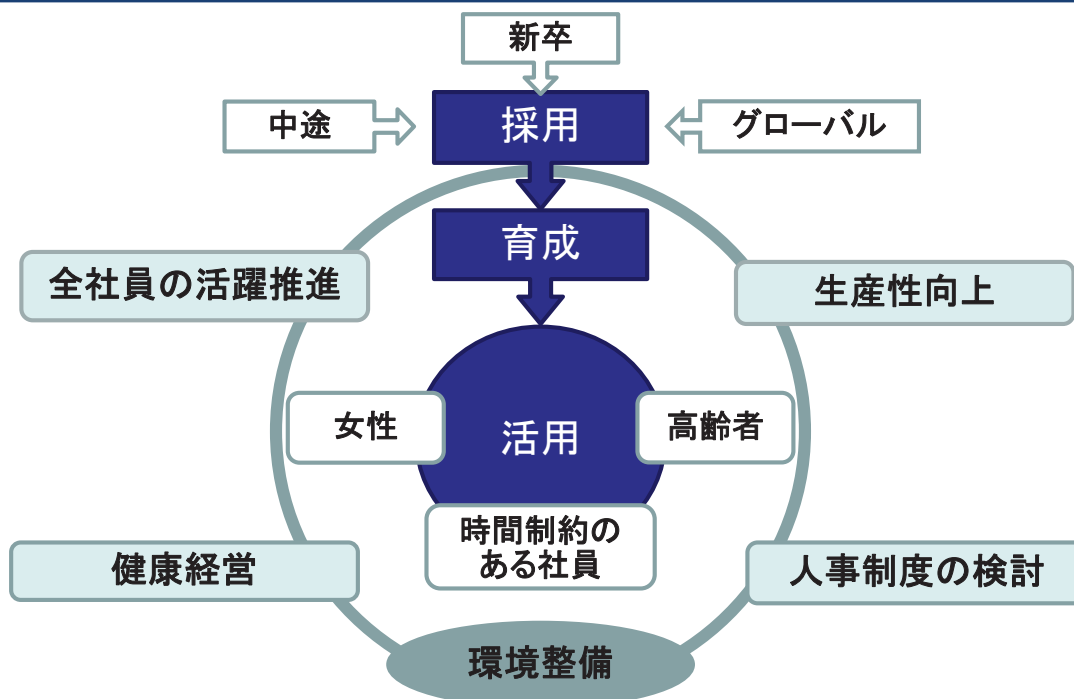 新卒
中途
採用
グローバル
育成
全社員の活躍推進
生産性向上
女性
活用
高齢者
時間制約の
ある社員
健康経営
人事制度の検討
環境整備